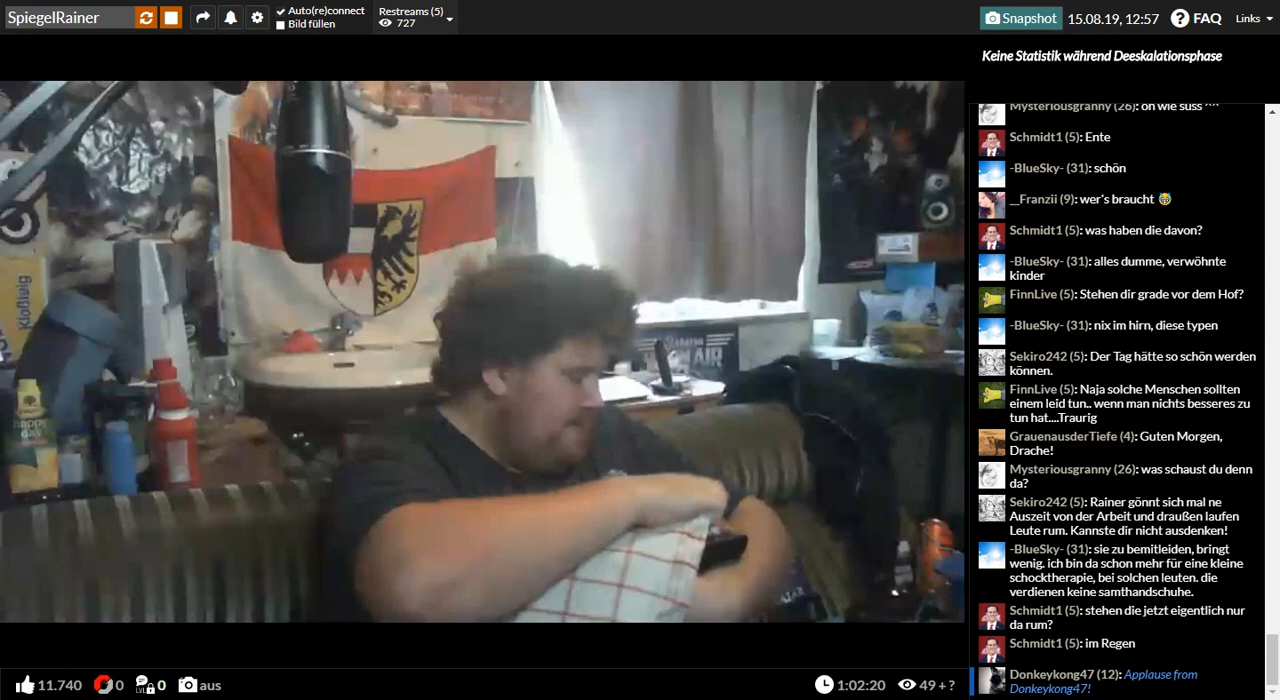 SpiegelRainer
Auto(re)connect
Bild füllen
Restreams (5)
727
Snapshot
15.08.19, 12:57
FAQ
Links
Keine Statistik während Deeskalationsphase
Mysteriousgranny (26): oh wie süss ^^
Schmidt1 (5): Ente
-BlueSky- (31): schön
__Franzii (9): wer's braucht 😹
Schmidt1 (5): was haben die davon?
-BlueSky- (31): alles dumme, verwöhnte
kinder
FinnLive (5): Stehen dir grade vor dem Hof?
-BlueSky- (31): nix im hirn, diese typen
Sekiro242 (5): Der Tag hätte so schön werden
können.
FinnLive (5): Naja solche Menschen sollten
einem leid tun.. wenn man nichts besseres zu
tun hat....Traurig
GrauenausderTiefe (4): Guten Morgen,
Drache!
Mysteriousgranny (26): was schaust du denn
da?
Sekiro242 (5): Rainer gönnt sich mal ne
Auszeit von der Arbeit und draußen laufen
Leute rum. Kannste dir nicht ausdenken!
-BlueSky- (31): sie zu bemitleiden, bringt
wenig. ich bin da schon mehr für eine kleine
schocktherapie, bei solchen leuten. die
verdienen keine samthandschuhe.
Schmidt1 (5): stehen die jetzt eigentlich nur
da rum?
Schmidt1 (5): im Regen
Donkeykong47 (12): Applause from
Donkeykong47!
11.740
0
LVL
0
aus
1:02:20
49 + ?